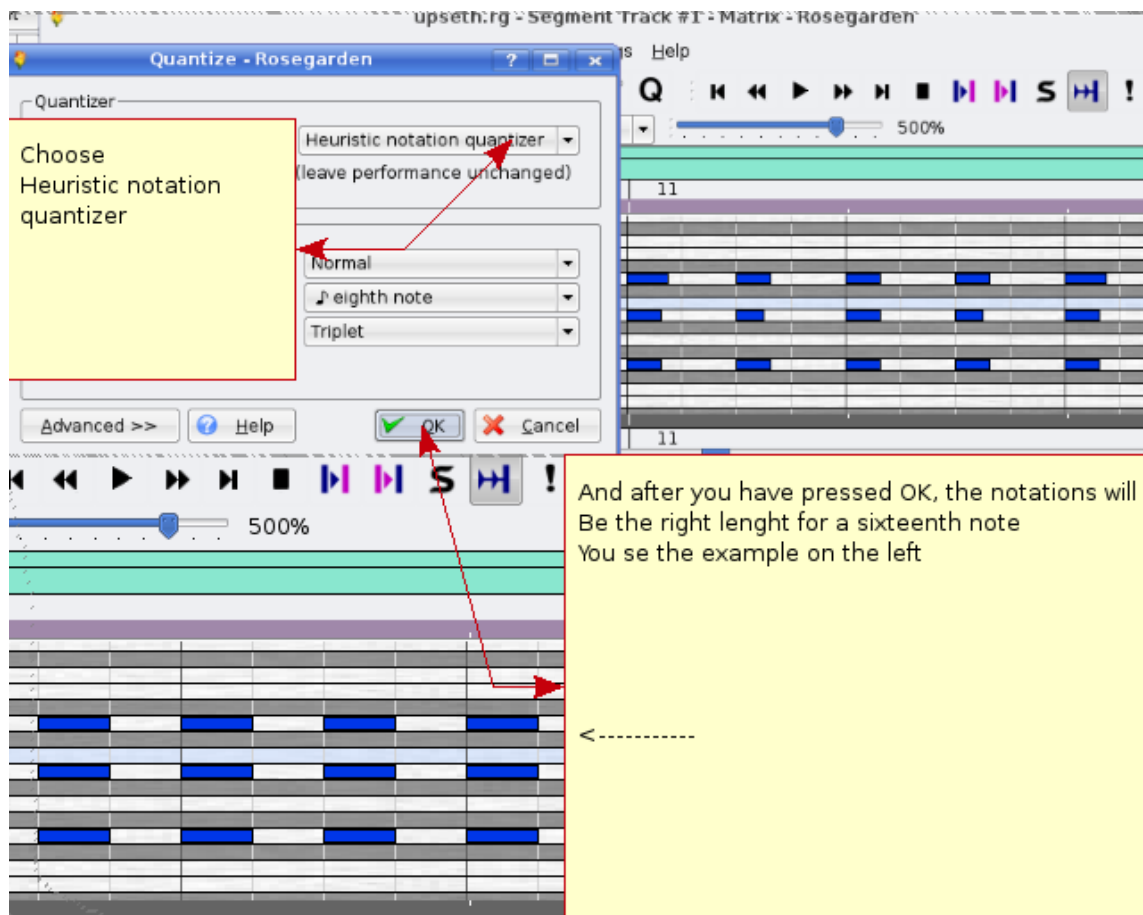 upseth.rg - Segment Track #1 - Matrix - Rosegarden
Quantize - Rosegarden
Help
Quantizer
Q
S
!
Heuristic notation quantizer
500%
(leave performance unchanged)
Choose
Heuristic notation
quantizer
11
Normal
eighth note
Triplet
Advanced >>
Help
OK
Cancel
11
S
!
500%
And after you have pressed OK, the notations will
Be the right lenght for a sixteenth note
You se the example on the left
<-----------